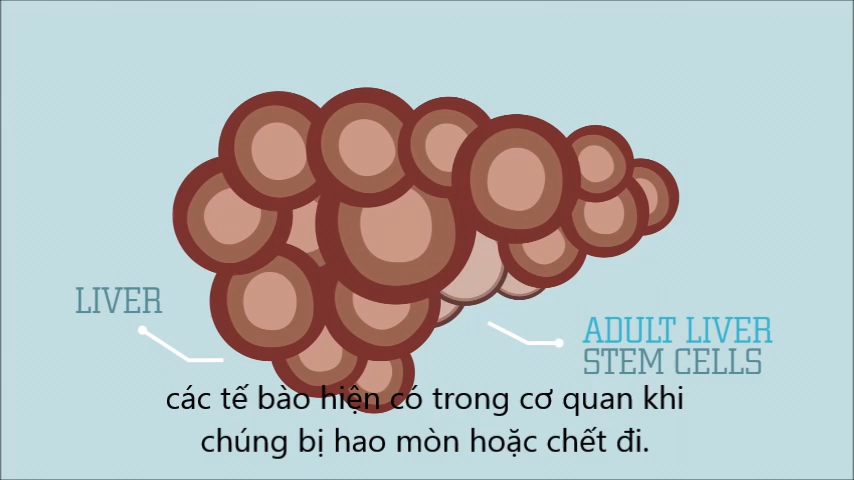 LIVER
ADULT LIVER
STEM CELLS
các tế bào hiện có trong cơ quan khi
chúng bị hao mòn hoặc chết đi.